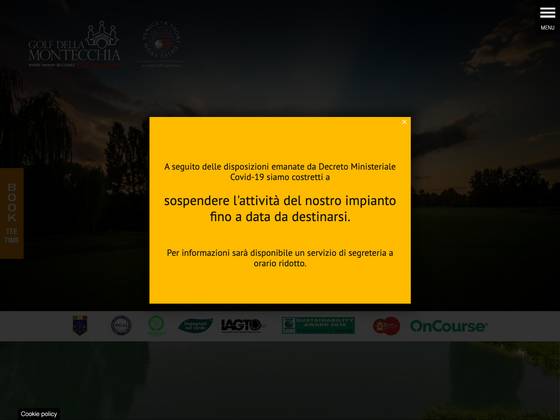 MENU
GOLF DELLA
MONTECCHIA
×
A seguito delle disposizioni emanate da Decreto Ministeriale
Covid-19 siamo costretti a
sospendere l'attività del nostro impianto
fino a data da destinarsi.
Per informazioni sarà disponibile un servizio di segreteria a
orario ridotto.
BOOK
TEE
TIME
IAGTO
SUSTAINABILITY
AWARD
OnCourse
Cookie policy